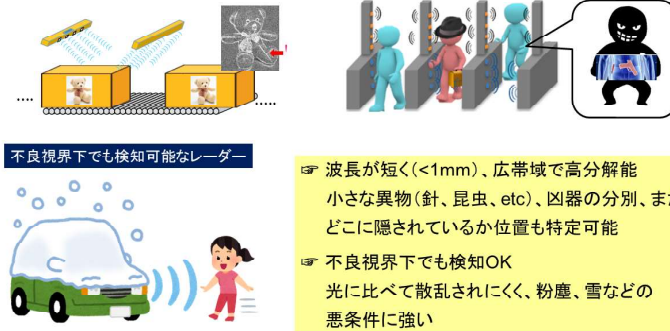 不良視界下でも検知可能なレーダー
☞ 波長が短く(<1mm)、広帯域で高分解能
小さな異物(針、昆虫、etc)、凶器の分別、また
どこに隠されているか位置も特定可能
☞ 不良視界下でも検知OK
光に比べて散乱されにくく、粉塵、雪などの
悪条件に強い